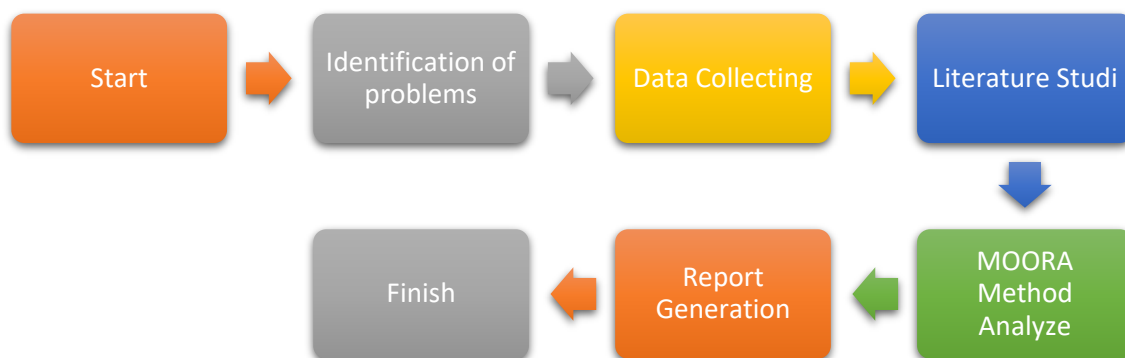 Start
Identification of
problems
Data Collecting
Literature Studi
MOORA
Method
Analyze
Report
Generation
Finish